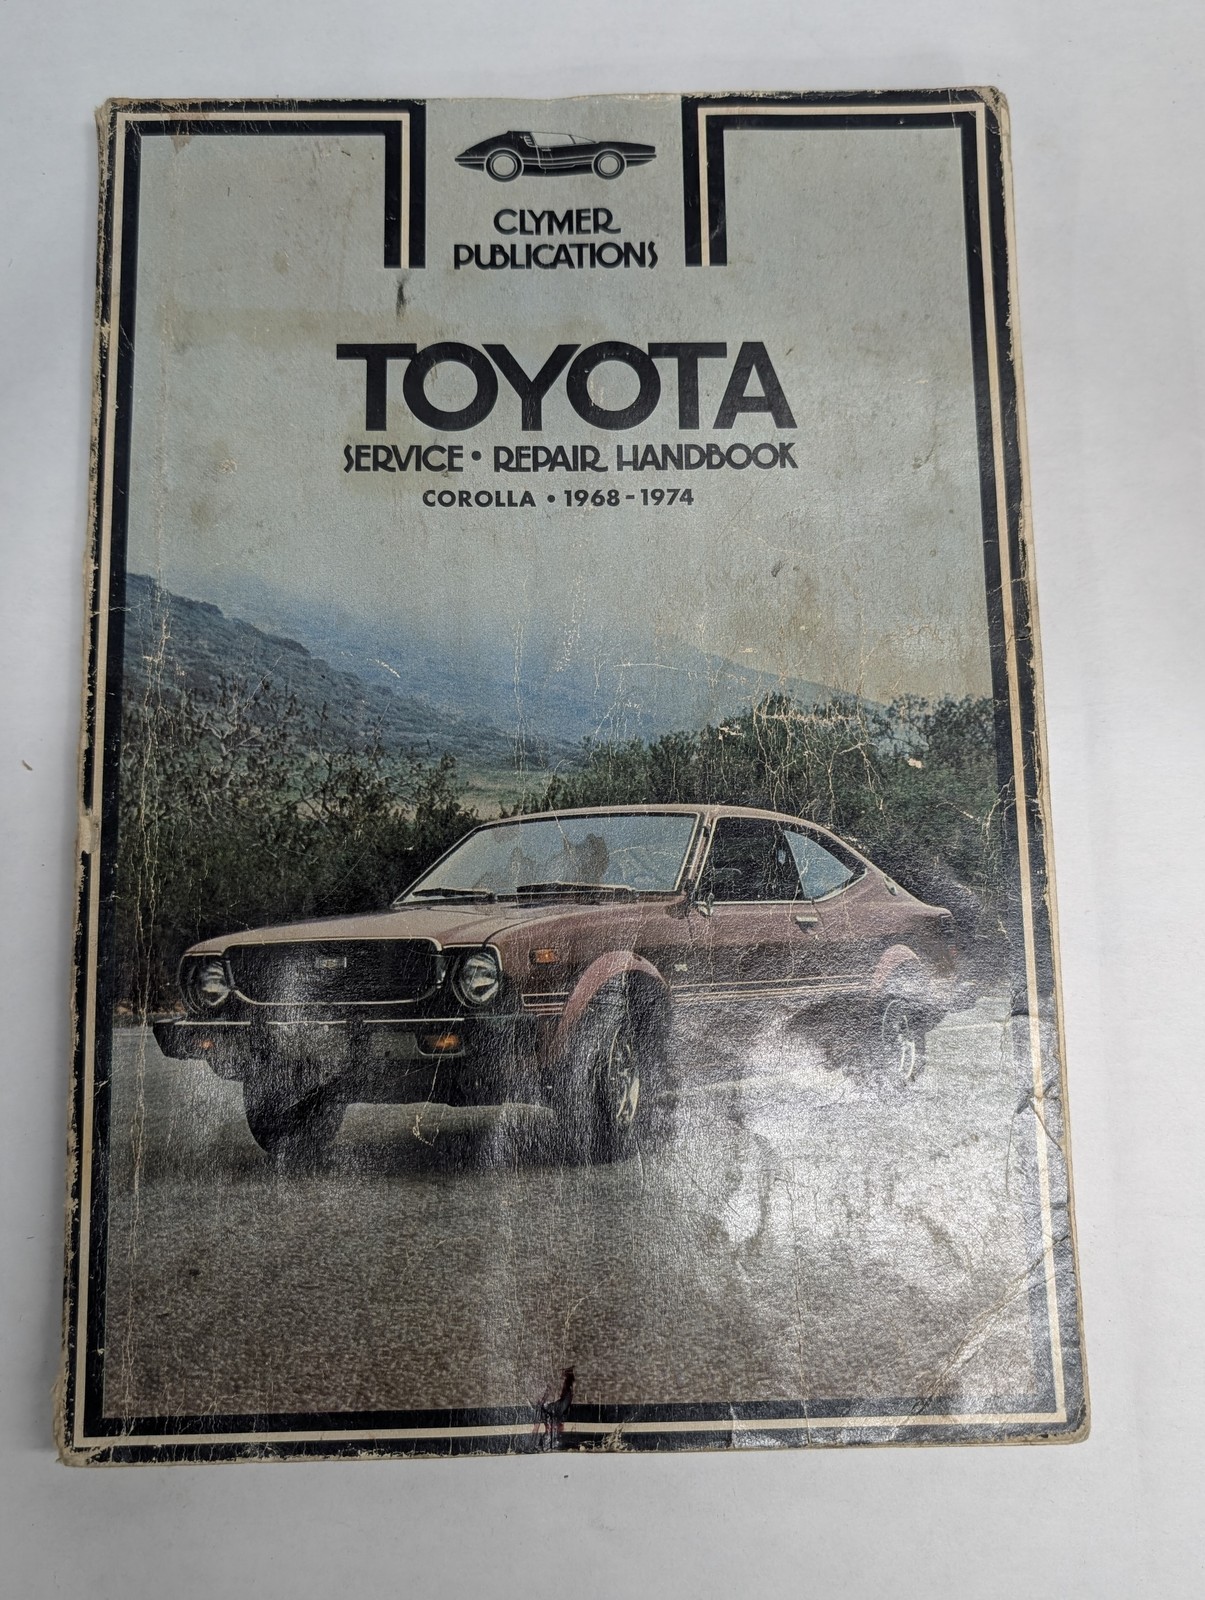 CLYMER
PUBLICATIONS
TOYOTA
SERVICE • REPAIR HANDBOOK
COROLLA • 1968-1974